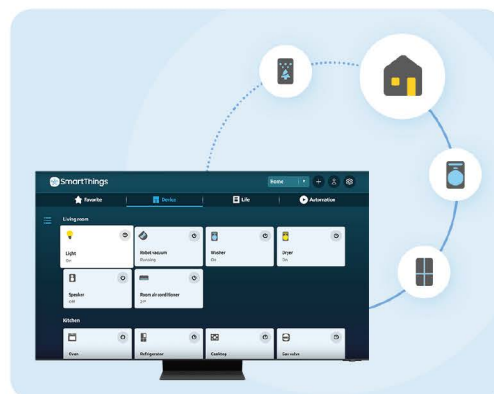 SmartThings
Home
Favorite
Device
Life
Automation
Living room
Light
On
Robot vacuum
Running
Washer
On
Dryer
On
Speaker
Off
Room air conditioner
Kitchen
Oven
Refrigerator
Cooktop
Gas valve